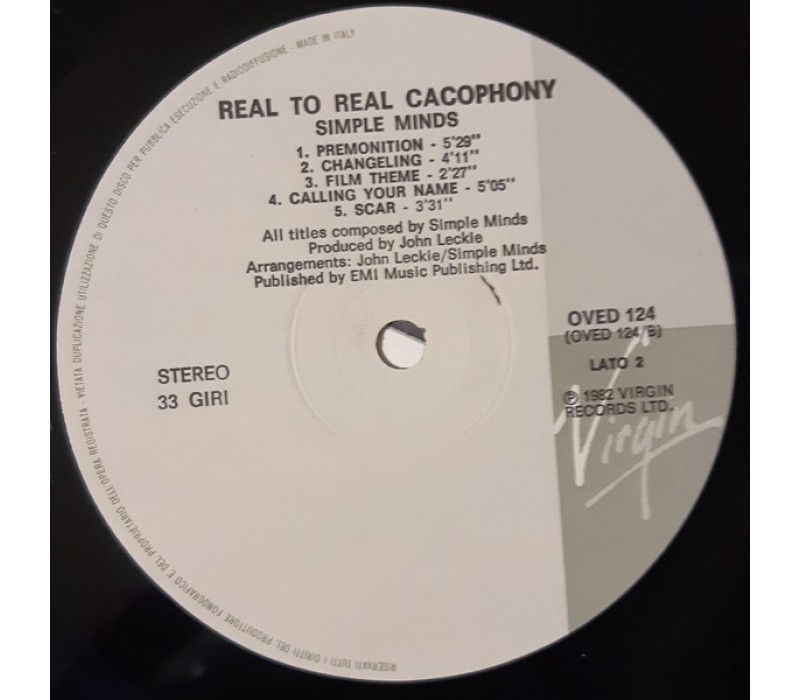 REAL TO REAL CACOPHONY
SIMPLE MINDS
1. PREMONITION - 5'29"
2. CHANGELING - 4'11"
3. FILM THEME - 2'27"
4. CALLING YOUR NAME - 5'05"
5. SCAR - 3'31"
All titles composed by Simple Minds
Produced by John Leckie
Arrangements: John Leckie/Simple Minds
Published by EMI Music Publishing Ltd.
STEREO
33 GIRI
OVED 124
(OVED 124/B)
LATO 2
℗ 1982 VIRGIN
RECORDS LTD.
Virgin
RISERVATI TUTTI I DIRITTI DEL PRODUTTORE FONOGRAFICO E DEL PROPRIETARIO DELL'OPERA REGISTRATA - VIETATA DUPLICAZIONE UTILIZZAZIONE DI QUESTO DISCO PER PUBBLICA ESECUZIONE E RADIODIFFUSIONE - MADE IN ITALY